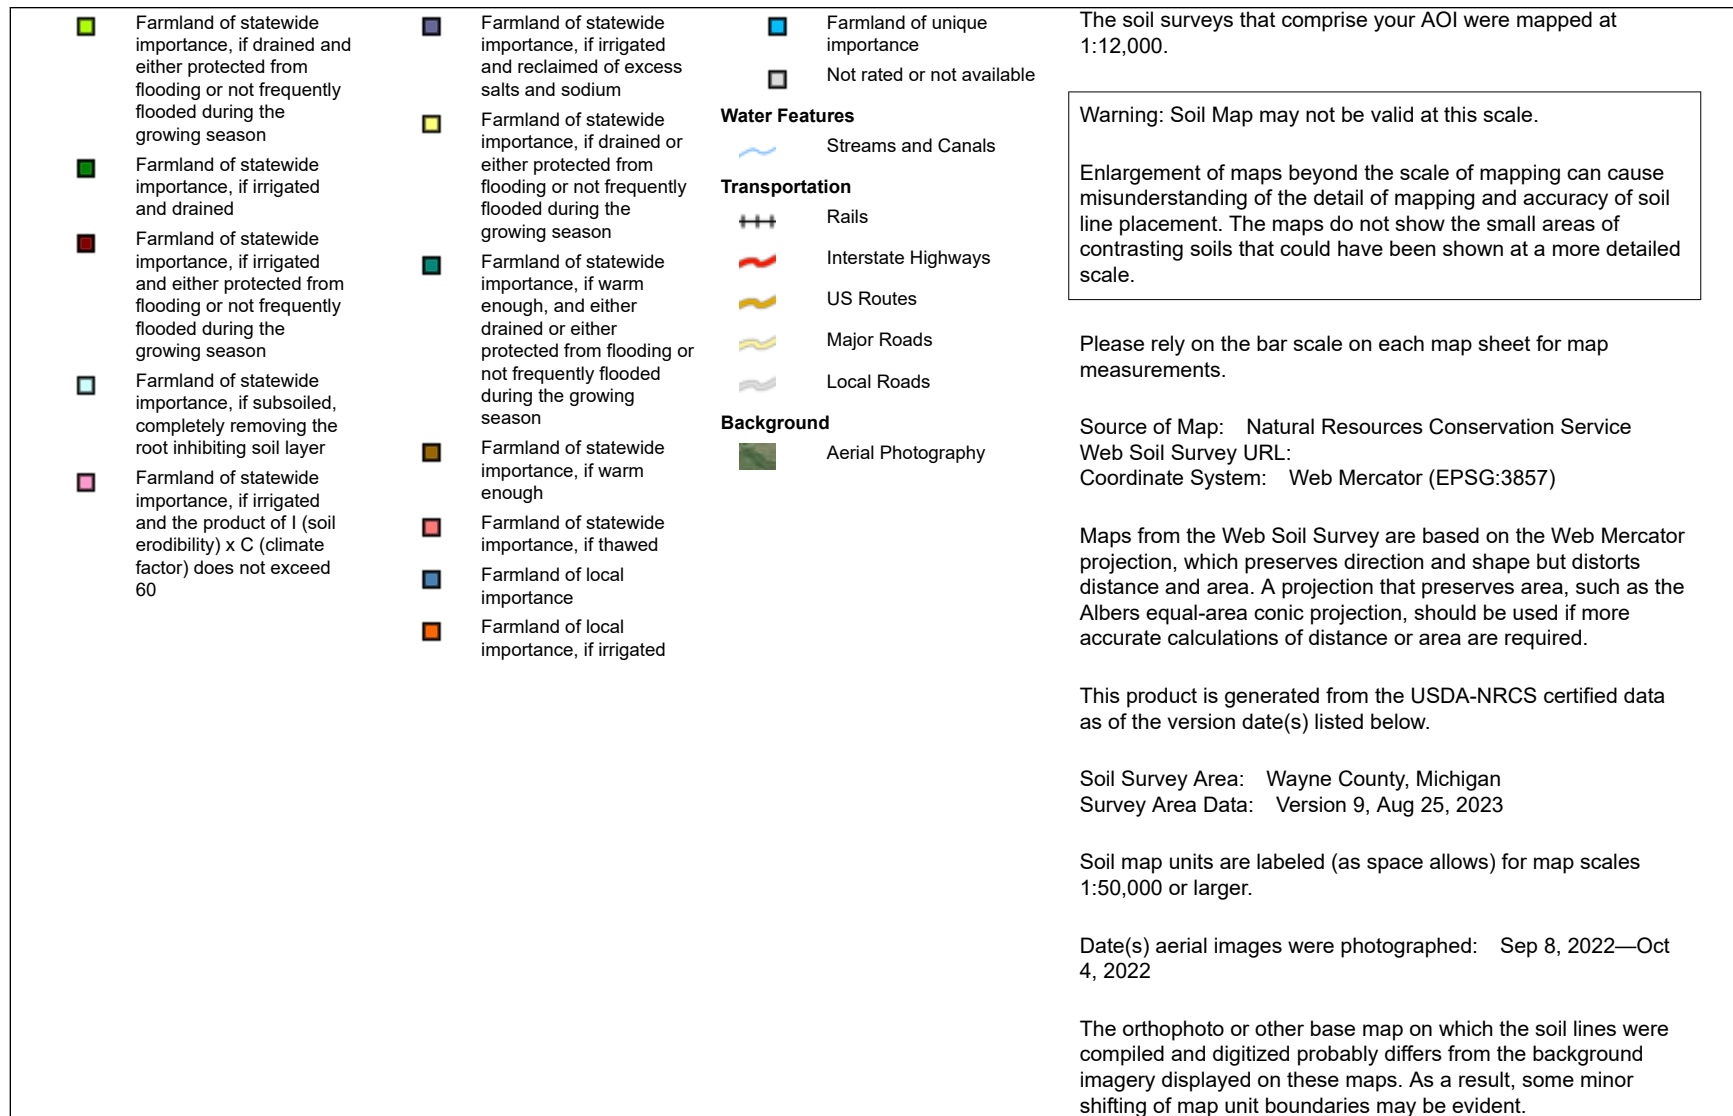 Farmland of statewide
importance, if drained and
either protected from
flooding or not frequently
flooded during the
growing season
Farmland of statewide
importance, if irrigated
and drained
Farmland of statewide
importance, if irrigated
and either protected from
flooding or not frequently
flooded during the
growing season
Farmland of statewide
importance, if subsoiled,
completely removing the
root inhibiting soil layer
Farmland of statewide
importance, if irrigated
and the product of I (soil
erodibility) x C (climate
factor) does not exceed
60
Farmland of statewide
importance, if irrigated
and reclaimed of excess
salts and sodium
Farmland of statewide
importance, if drained or
either protected from
flooding or not frequently
flooded during the
growing season
Farmland of statewide
importance, if warm
enough, and either
drained or either
protected from flooding or
not frequently flooded
during the growing
season
Farmland of statewide
importance, if warm
enough
Farmland of statewide
importance, if thawed
Farmland of local
importance
Farmland of local
importance, if irrigated
Farmland of unique
importance
Not rated or not available
Water Features
Streams and Canals
Transportation
Rails
Interstate Highways
US Routes
Major Roads
Local Roads
Background
Aerial Photography
The soil surveys that comprise your AOI were mapped at
1:12,000.
Warning: Soil Map may not be valid at this scale.
Enlargement of maps beyond the scale of mapping can cause
misunderstanding of the detail of mapping and accuracy of soil
line placement. The maps do not show the small areas of
contrasting soils that could have been shown at a more detailed
scale.
Please rely on the bar scale on each map sheet for map
measurements.
Source of Map: Natural Resources Conservation Service
Web Soil Survey URL:
Coordinate System: Web Mercator (EPSG:3857)
Maps from the Web Soil Survey are based on the Web Mercator
projection, which preserves direction and shape but distorts
distance and area. A projection that preserves area, such as the
Albers equal-area conic projection, should be used if more
accurate calculations of distance or area are required.
This product is generated from the USDA-NRCS certified data
as of the version date(s) listed below.
Soil Survey Area: Wayne County, Michigan
Survey Area Data: Version 9, Aug 25, 2023
Soil map units are labeled (as space allows) for map scales
1:50,000 or larger.
Date(s) aerial images were photographed: Sep 8, 2022—Oct
4, 2022
The orthophoto or other base map on which the soil lines were
compiled and digitized probably differs from the background
imagery displayed on these maps. As a result, some minor
shifting of map unit boundaries may be evident.